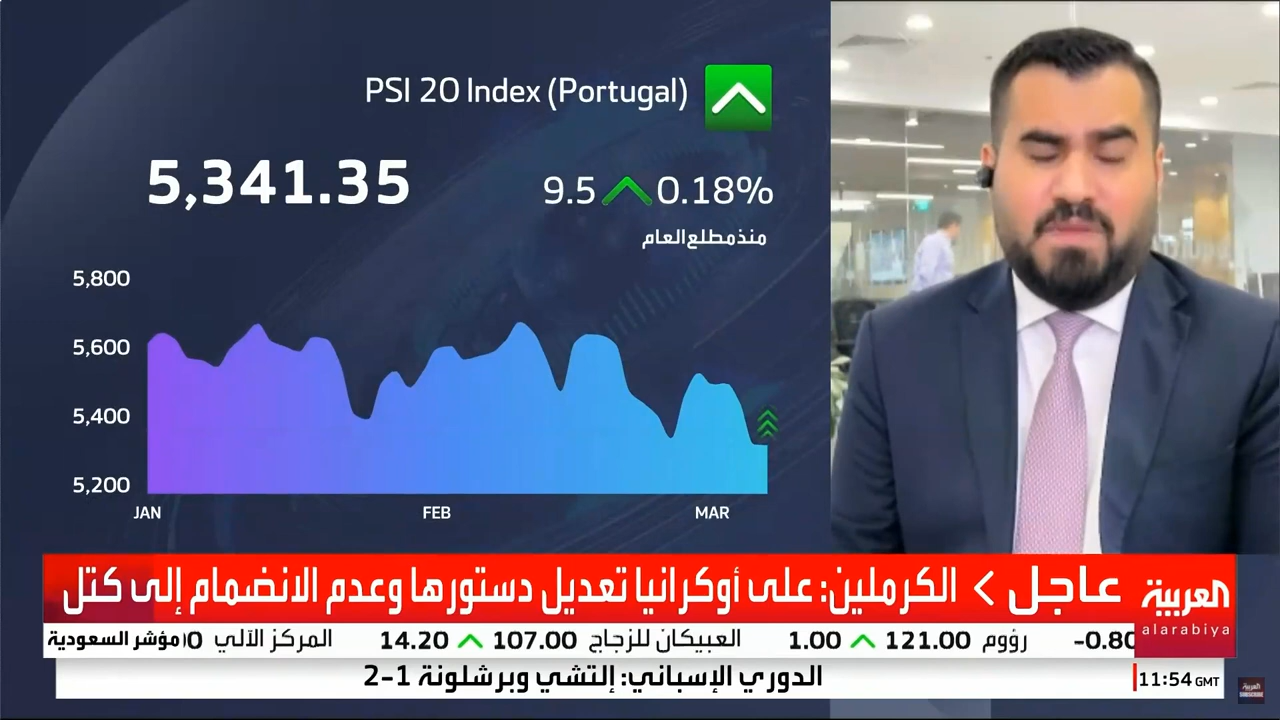 PSI 20 Index (Portugal)
5,341.35
9.5 0.18%
منذ مطلع العام
5,800
5,600
5,400
5,200
JAN FEB MAR
عاجل > الكرملين: على أوكرانيا تعديل دستورها وعدم الانضمام إلى كتل
العربية
alarabiya
-0.80 رؤوم 121.00 1.00 العبيكان للزجاج 107.00 14.20 المركز الآلي
مؤشر السعودية
الدوري الإسباني: إلتشي وبرشلونة 1-2
11:54 GMT
العربية
SUBSCRIBE